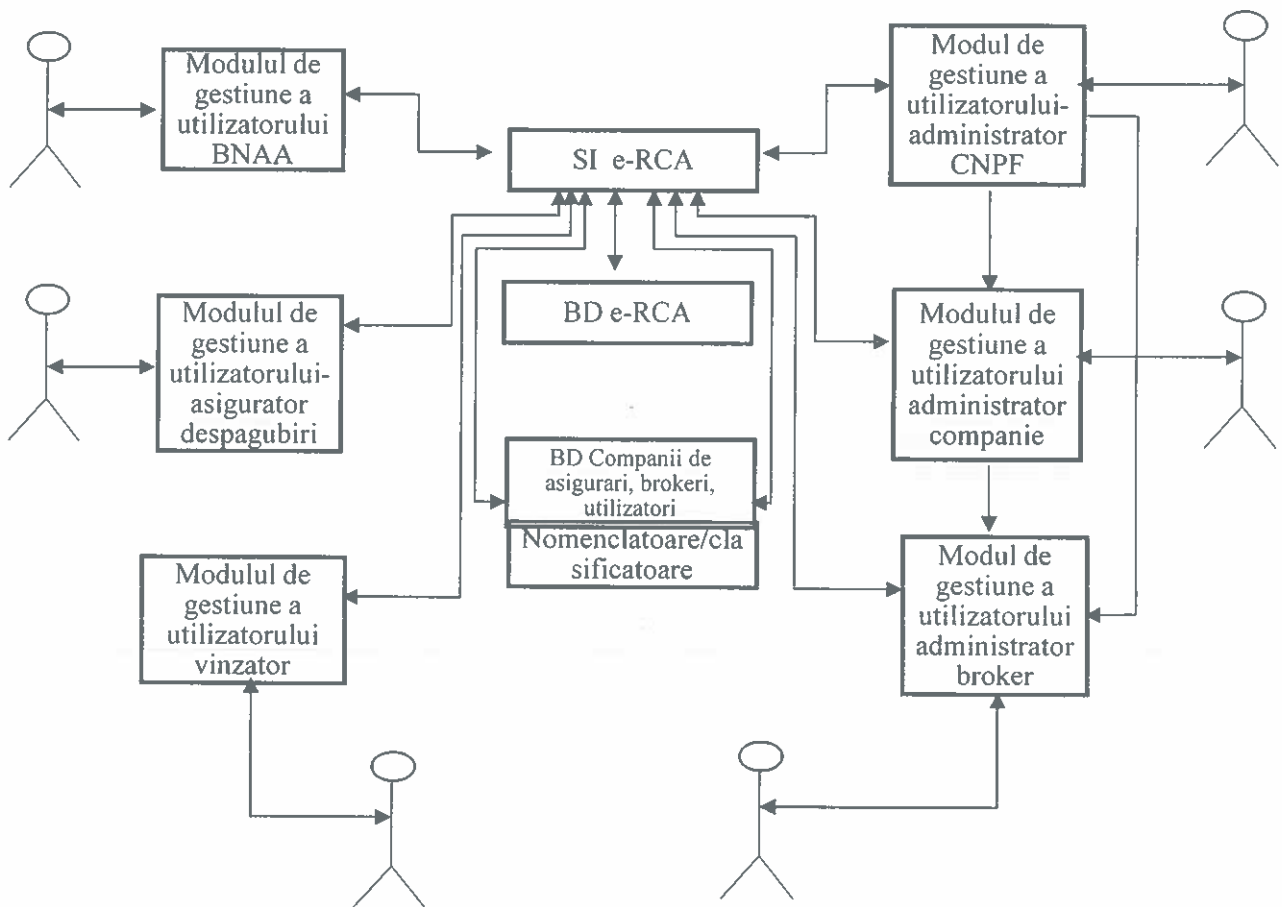 Modulul de
gestiune a
utilizatorului
BNAA
Modul de
gestiune a
utilizatorului-
administrator
CNPF
SI e-RCA
BD e-RCA
Modulul de
gestiune a
utilizatorului-
asigurator
despagubiri
Modulul de
gestiune a
utilizatorului
administrator
companie
BD Companii de
asigurari, brokeri,
utilizatori
Nomenclatoare/cla
sificatoare
Modulul de
gestiune a
utilizatorului
vinzator
Modul de
gestiune a
utilizatorului
administrator
broker